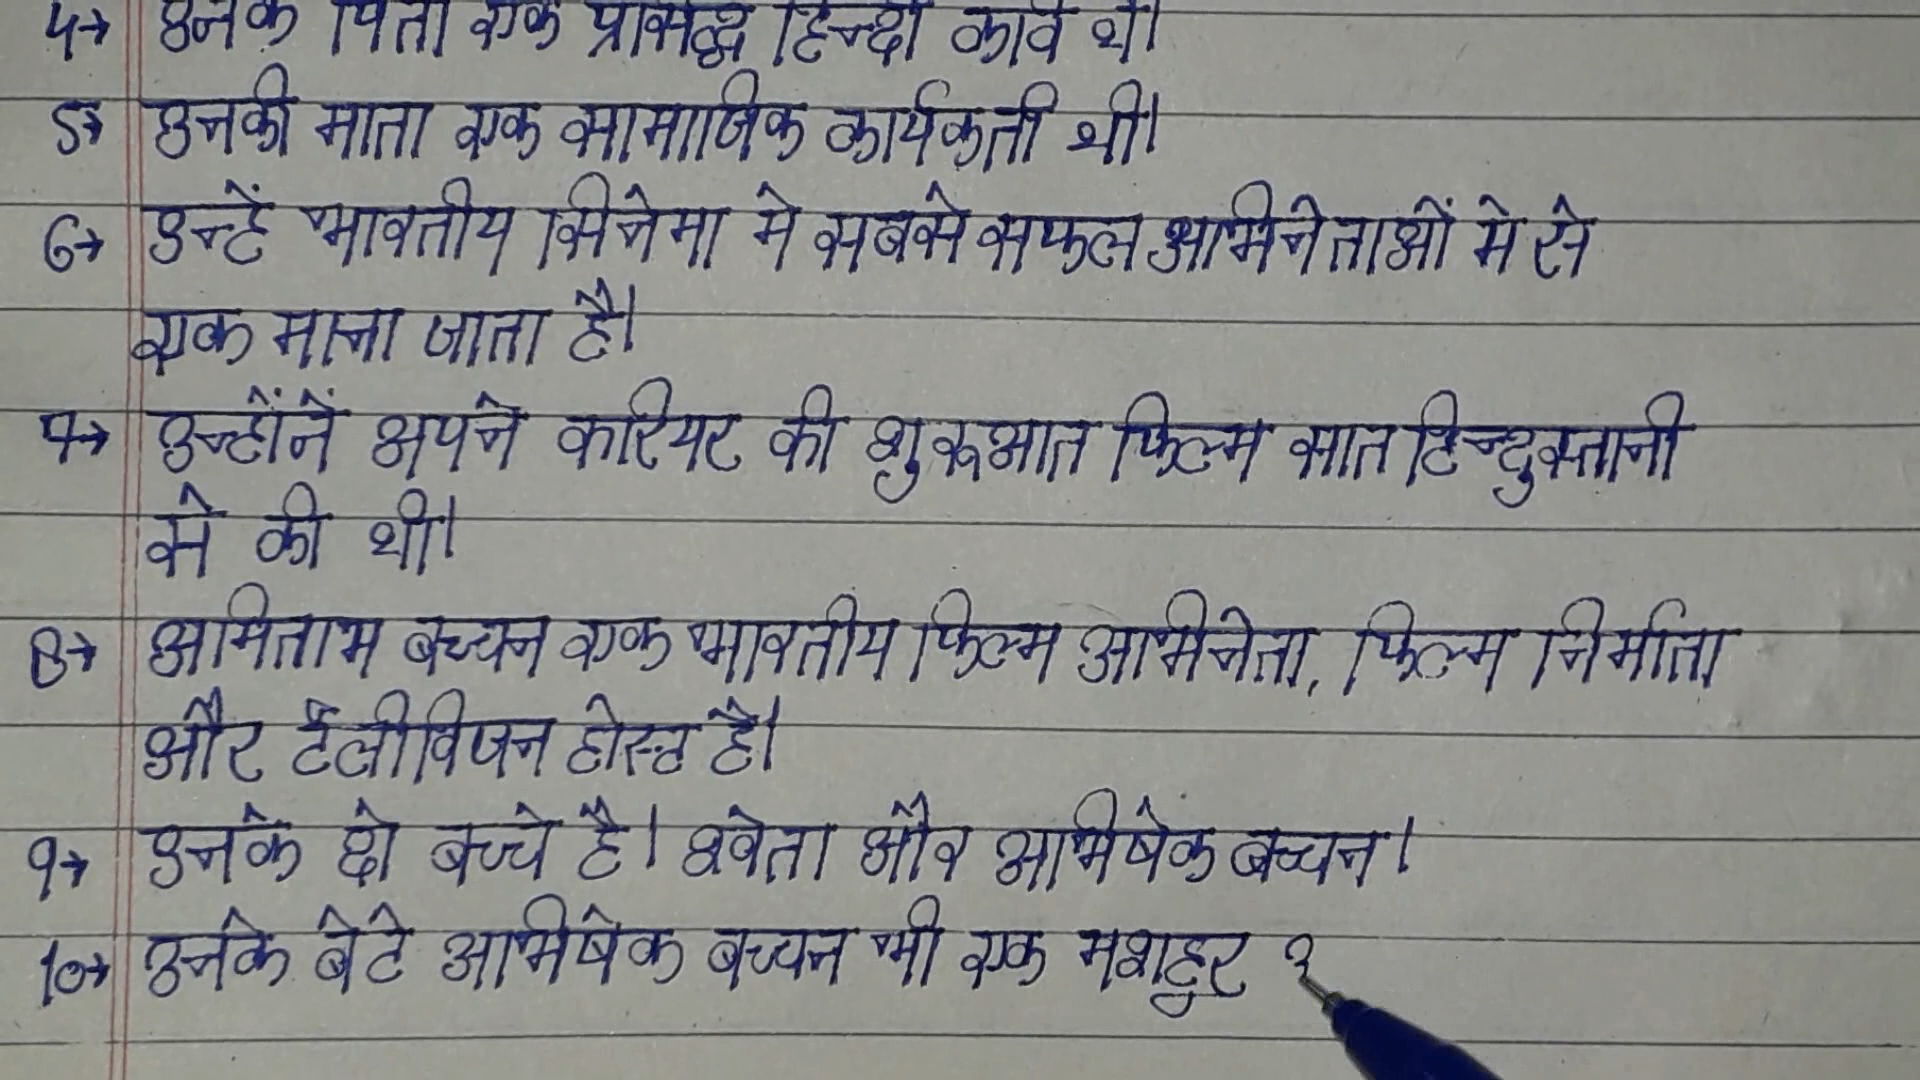 4→ उनके पिता एक प्रसिद्ध हिन्दी कवि थे।
5→ उनकी माता एक सामाजिक कार्यकर्ता थी।
6→ उन्हें भारतीय सिनेमा मे सबसे सफल अभिनेताओं मे से
एक माना जाता है।
7→ उन्होंनें अपने करियर की शुरूआत फिल्म सात हिन्दुस्तानी
से की थी।
8→ अमिताभ बच्चन एक भारतीय फिल्म अभिनेता, फिल्म निर्माता
और टेलीविजन होस्ट है।
9→ उनके दो बच्चे है। श्वेता और अभिषेक बच्चन।
10→ उनके बेटे अभिषेक बच्चन भी एक मशहूर